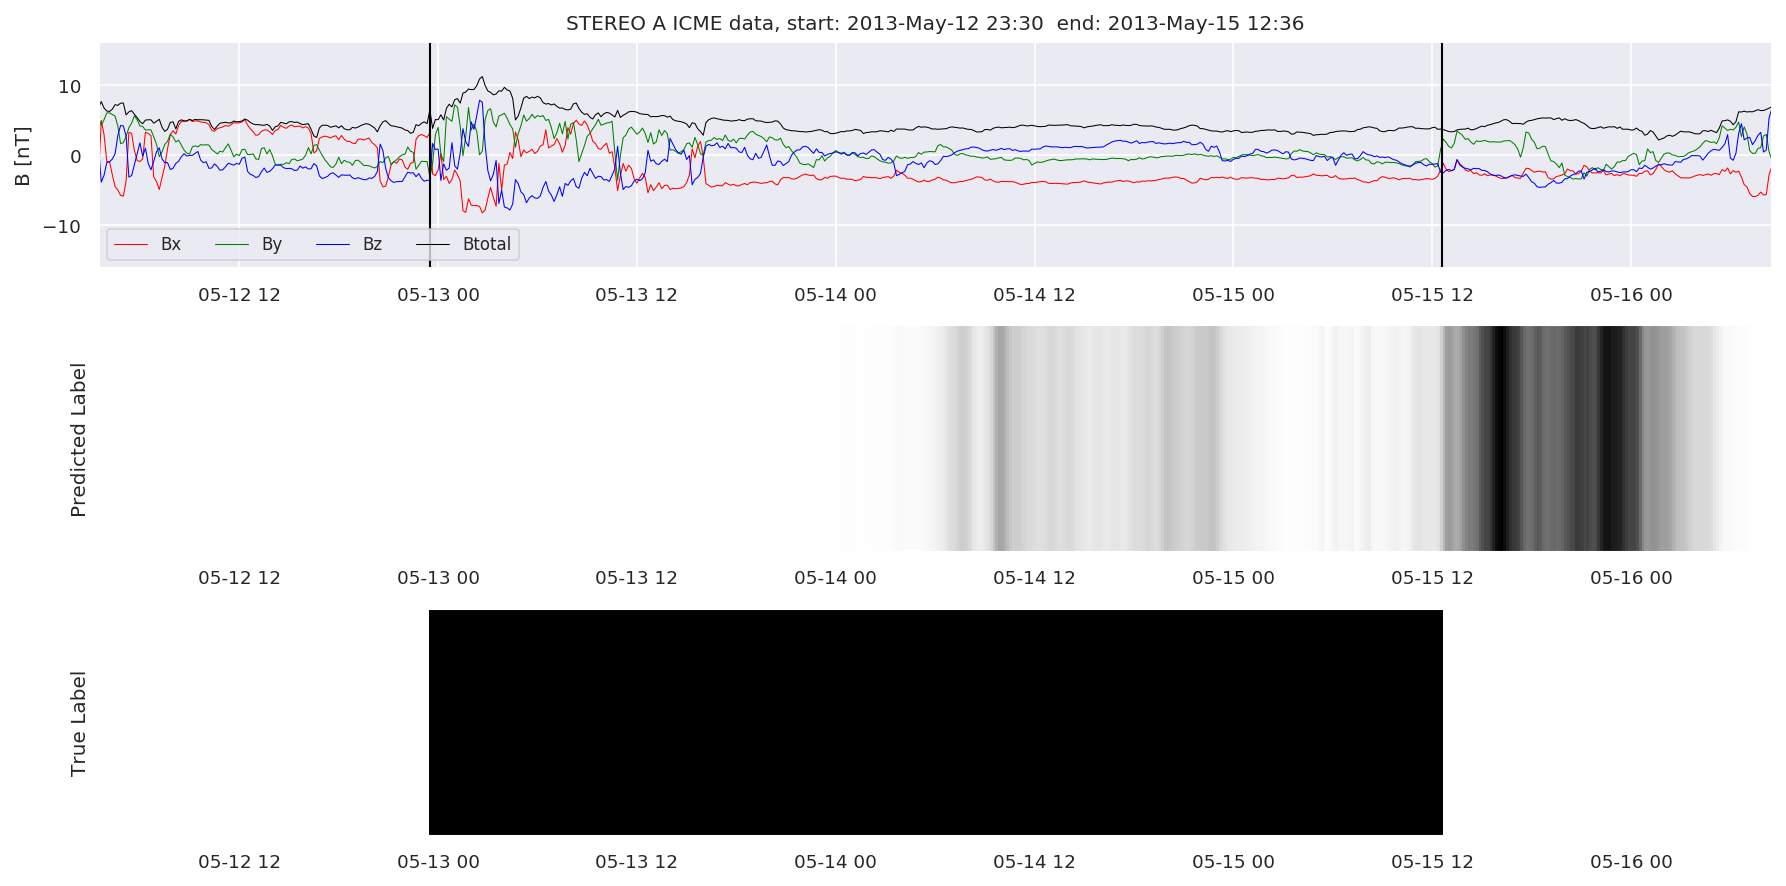 STEREO A ICME data, start: 2013-May-12 23:30  end: 2013-May-15 12:36
B [nT]
10
0
−10
Bx By Bz Btotal
05-12 12 05-13 00 05-13 12 05-14 00 05-14 12 05-15 00 05-15 12 05-16 00
Predicted Label
05-12 12 05-13 00 05-13 12 05-14 00 05-14 12 05-15 00 05-15 12 05-16 00
True Label
05-12 12 05-13 00 05-13 12 05-14 00 05-14 12 05-15 00 05-15 12 05-16 00